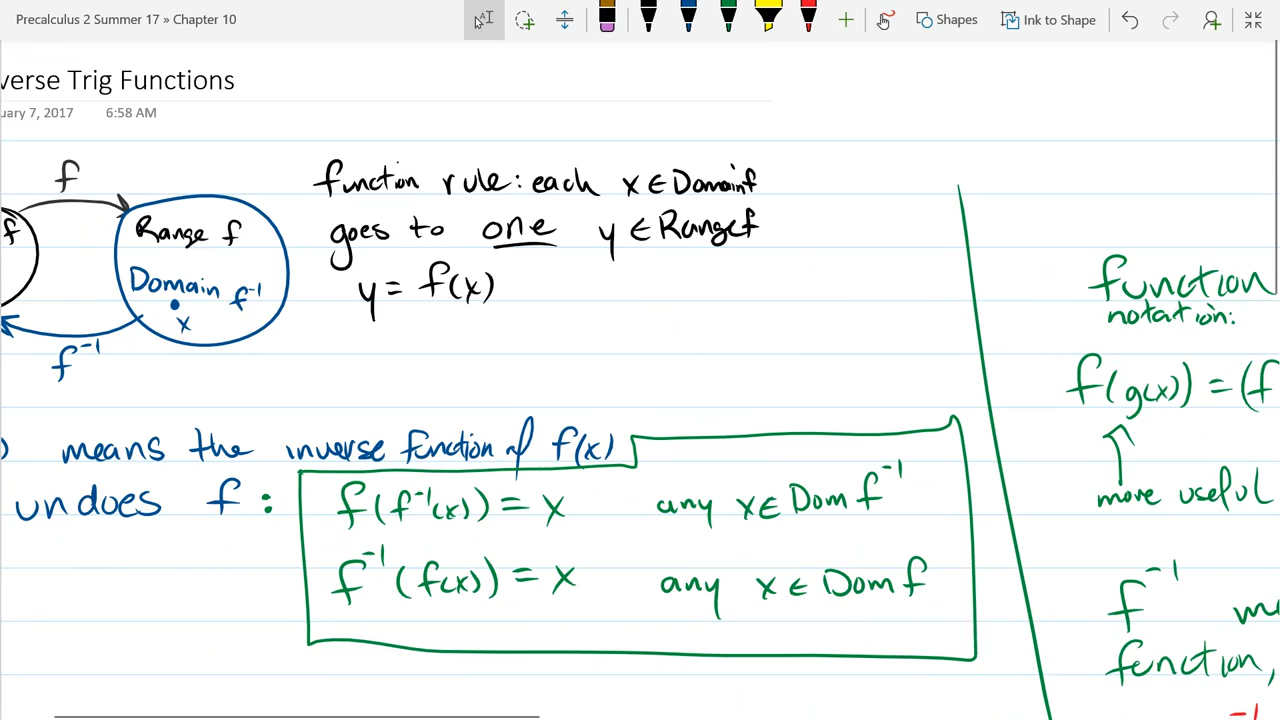 Precalculus 2 Summer 17 » Chapter 10
Shapes
Ink to Shape
verse Trig Functions
uary 7, 2017 6:58 AM
f
f
Range f
Domain f⁻¹
x
f⁻¹
function rule: each x ∈ Domain f
goes to one y ∈ Range f
y = f(x)
) means the inverse function of f(x)
undoes f :
f(f⁻¹(x)) = x any x ∈ Dom f⁻¹
f⁻¹(f(x)) = x any x ∈ Dom f
function
notation:
f(g(x)) = (f
more useful
f⁻¹
function,
-1